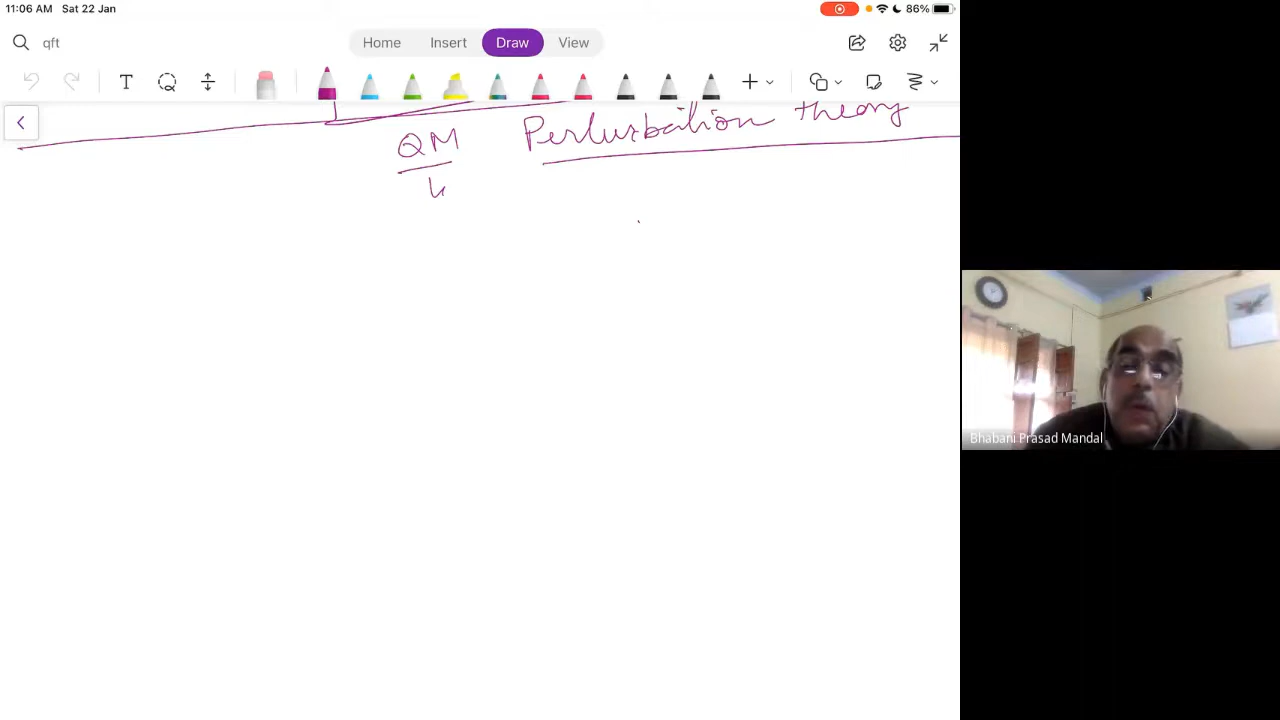 11:06 AM Sat 22 Jan
86%
qft
Home Insert Draw View
T
Perturbation theory
QM
Bhabani Prasad Mandal